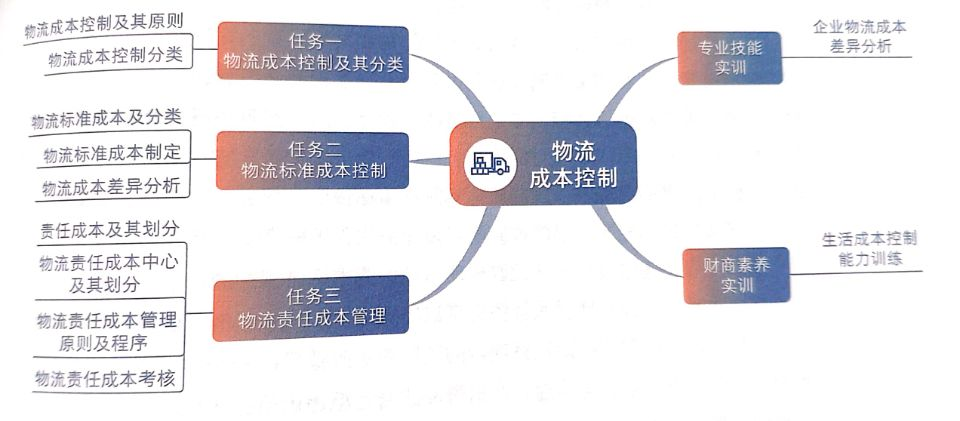 物流成本控制及其原则
物流成本控制分类
任务一
物流成本控制及其分类
物流标准成本及分类
物流标准成本制定
物流成本差异分析
任务二
物流标准成本控制
责任成本及其划分
物流责任成本中心
及其划分
物流责任成本管理
原则及程序
物流责任成本考核
任务三
物流责任成本管理
物流
成本控制
专业技能
实训
企业物流成本
差异分析
财商素养
实训
生活成本控制
能力训练